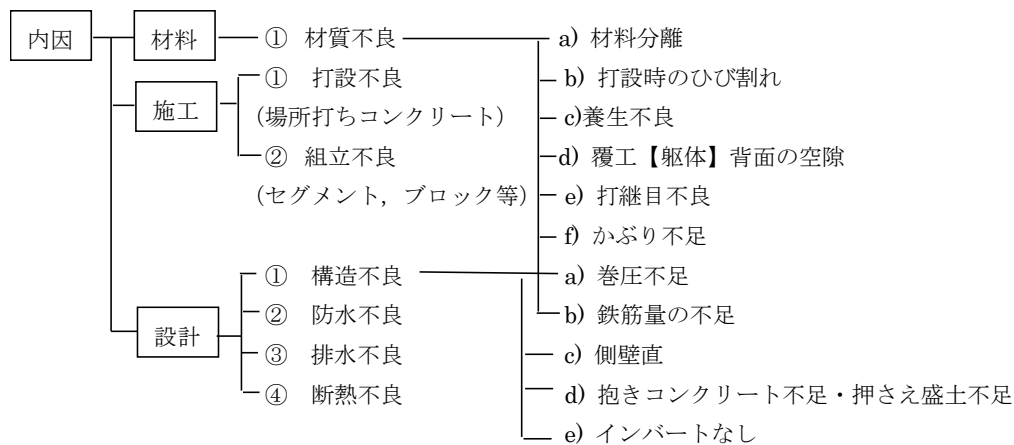 内因
材料
① 材質不良
a) 材料分離
施工
① 打設不良
(場所打ちコンクリート)
② 組立不良
(セグメント，ブロック等)
b) 打設時のひび割れ
c)養生不良
d) 覆工【躯体】背面の空隙
e) 打継目不良
f) かぶり不足
設計
① 構造不良
② 防水不良
③ 排水不良
④ 断熱不良
a) 巻圧不足
b) 鉄筋量の不足
c) 側壁直
d) 抱きコンクリート不足・押さえ盛土不足
e) インバートなし